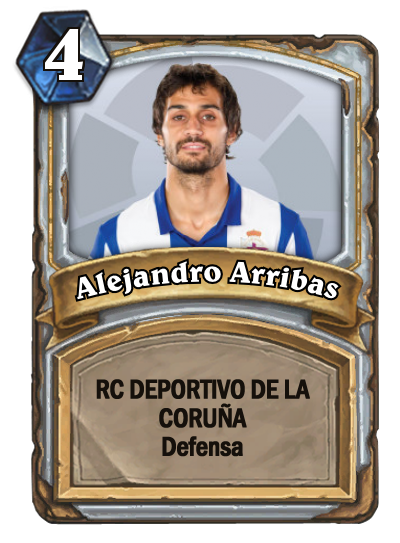 4
Alejandro Arribas
RC DEPORTIVO DE LA
CORUÑA
Defensa